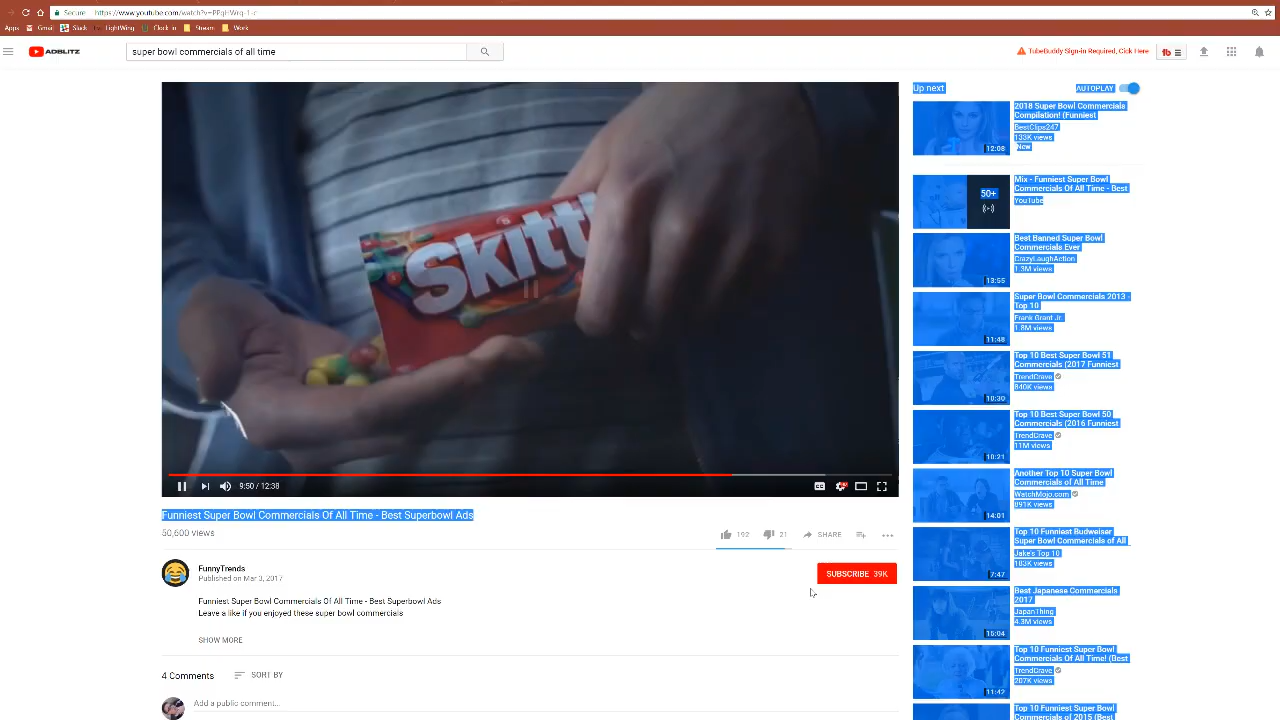 Secure https://www.youtube.com/watch?v=
Apps Gmail Slack LightWing Clock In Stream Work
ADBLITZ
super bowl commercials of all time
TubeBuddy Sign-in Required, Cick Here
Skittl
9:50 / 12:38
CC
Funniest Super Bowl Commercials Of All Time - Best Superbowl Ads
50,600 views
192 21 SHARE
FunnyTrends
Published on Mar 3, 2017
SUBSCRIBE 39K
Funniest Super Bowl Commercials Of All Time - Best Superbowl Ads
Leave a like if you enjoyed these super bowl commercials
SHOW MORE
4 Comments SORT BY
Add a public comment...
Up next AUTOPLAY
2018 Super Bowl Commercials
Compilation! (Funniest
BestClips247
133K views
New
12:08
Mix - Funniest Super Bowl
Commercials Of All Time - Best
YouTube
50+
Best Banned Super Bowl
Commercials Ever
CrazyLaughAction
1.3M views
13:55
Super Bowl Commercials 2013 -
Top 10
Frank Grant Jr.
1.8M views
11:48
Top 10 Best Super Bowl 51
Commercials (2017 Funniest
TrendCrave
840K views
10:30
Top 10 Best Super Bowl 50
Commercials (2016 Funniest
TrendCrave
11M views
10:21
Another Top 10 Super Bowl
Commercials of All Time
WatchMojo.com
891K views
14:01
Top 10 Funniest Budweiser
Super Bowl Commercials of All
Jake's Top 10
183K views
7:47
Best Japanese Commercials
2017
JapanThing
4.3M views
15:04
Top 10 Funniest Super Bowl
Commercials Of All Time! (Best
TrendCrave
207K views
11:42
Top 10 Funniest Super Bowl
Commercials of 2015 (Best